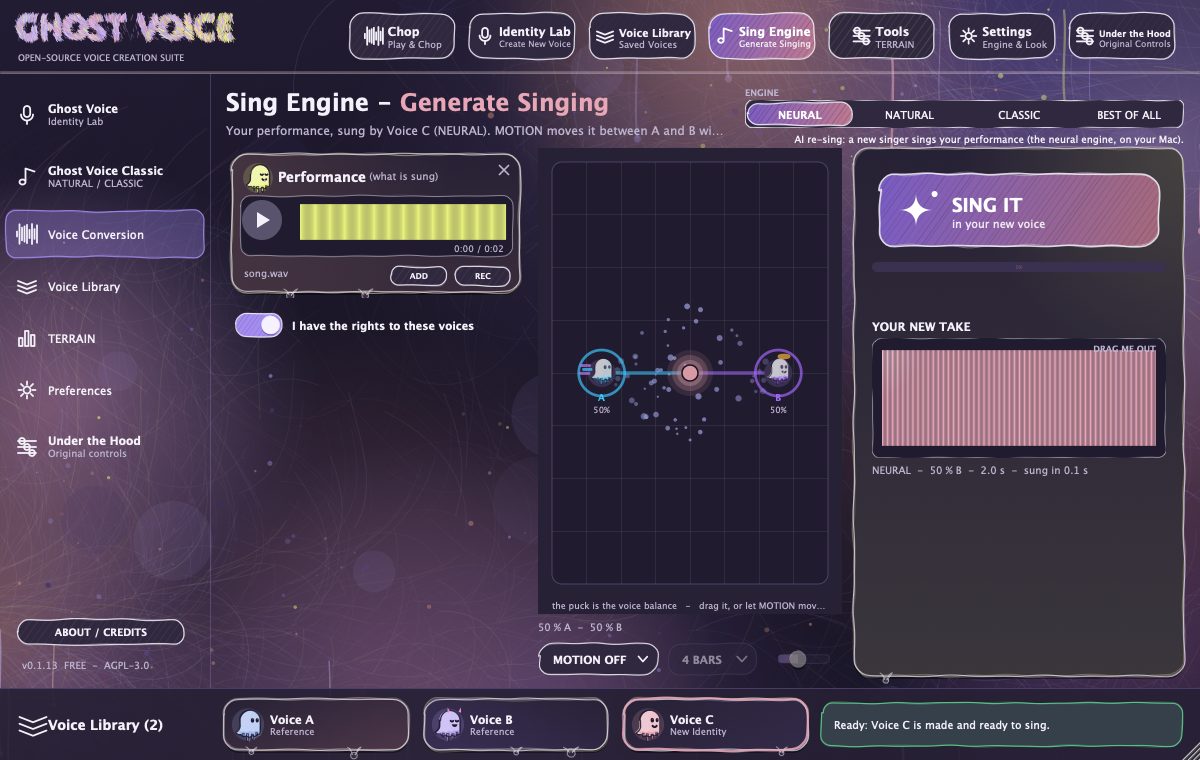 GHOST VOICE
OPEN-SOURCE VOICE CREATION SUITE
Chop
Play & Chop
Identity Lab
Create New Voice
Voice Library
Saved Voices
Sing Engine
Generate Singing
Tools
TERRAIN
Settings
Engine & Look
Under the Hood
Original Controls
Ghost Voice
Identity Lab
Ghost Voice Classic
NATURAL / CLASSIC
Voice Conversion
Voice Library
TERRAIN
Preferences
Under the Hood
Original controls
ABOUT / CREDITS
v0.1.13 FREE – AGPL-3.0
Sing Engine – Generate Singing
Your performance, sung by Voice C (NEURAL). MOTION moves it between A and B wi...
ENGINE
NEURAL
NATURAL
CLASSIC
BEST OF ALL
AI re-sing: a new singer sings your performance (the neural engine, on your Mac).
Performance (what is sung)
0:00 / 0:02
song.wav
ADD
REC
I have the rights to these voices
A
50%
B
50%
the puck is the voice balance – drag it, or let MOTION mov...
50 % A – 50 % B
MOTION OFF
4 BARS
SING IT
in your new voice
YOUR NEW TAKE
DRAG ME OUT
NEURAL – 50 % B – 2.0 s – sung in 0.1 s
Voice Library (2)
Voice A
Reference
Voice B
Reference
Voice C
New Identity
Ready: Voice C is made and ready to sing.